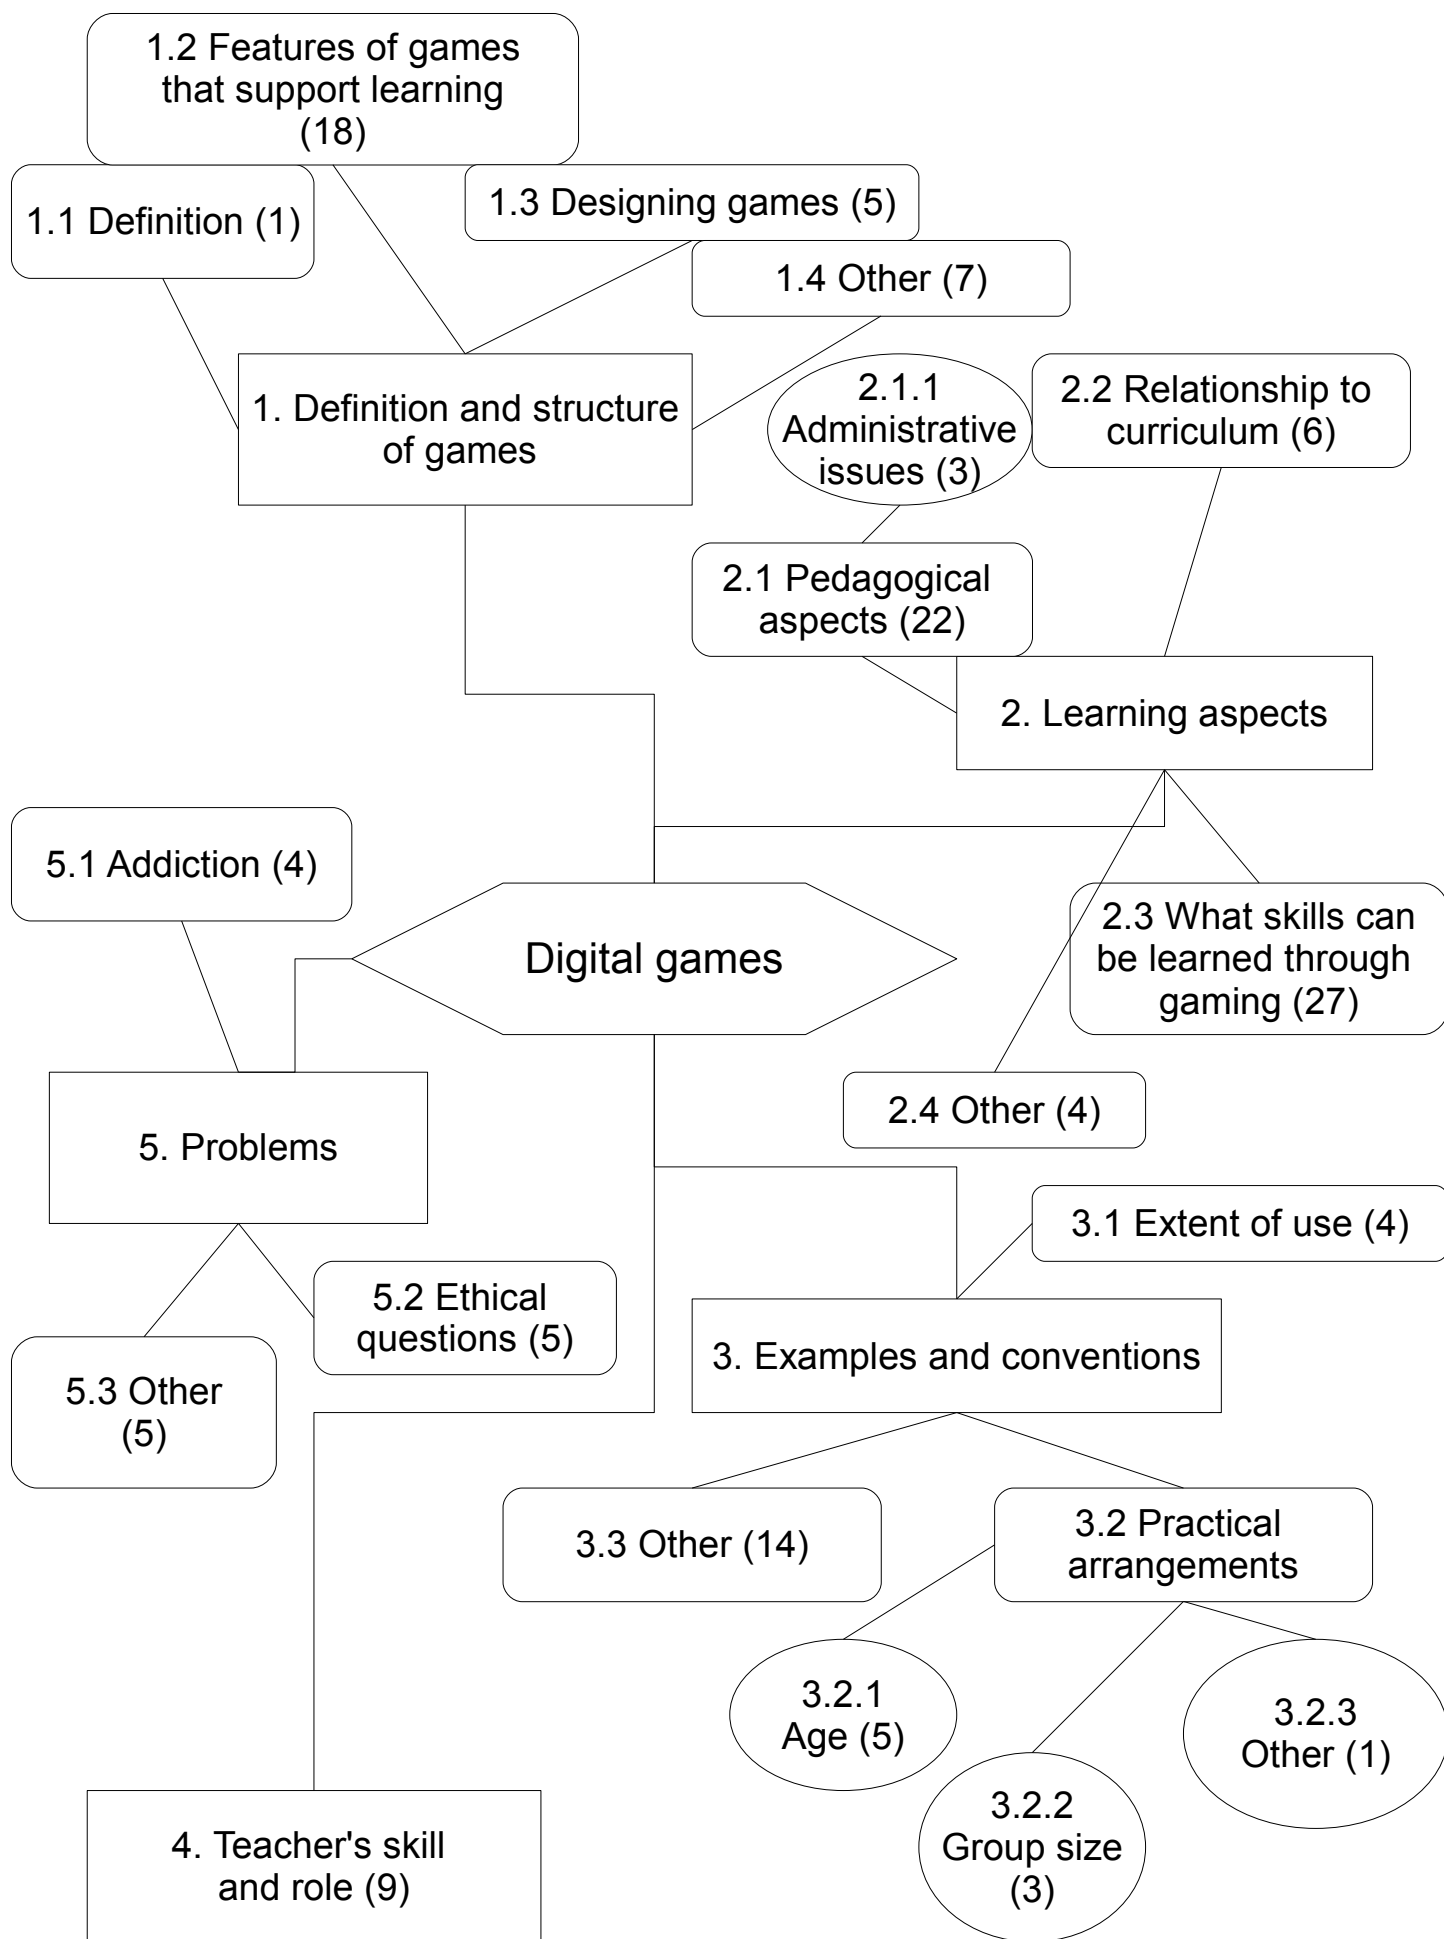 1.2 Features of games
that support learning
(18)
1.1 Definition (1)
1.3 Designing games (5)
1.4 Other (7)
1. Definition and structure
of games
2.1.1
Administrative
issues (3)
2.2 Relationship to
curriculum (6)
2.1 Pedagogical
aspects (22)
2. Learning aspects
5.1 Addiction (4)
Digital games
2.3 What skills can
be learned through
gaming (27)
2.4 Other (4)
5. Problems
3.1 Extent of use (4)
5.2 Ethical
questions (5)
5.3 Other
(5)
3. Examples and conventions
3.3 Other (14)
3.2 Practical
arrangements
3.2.1
Age (5)
3.2.2
Group size
(3)
3.2.3
Other (1)
4. Teacher's skill
and role (9)